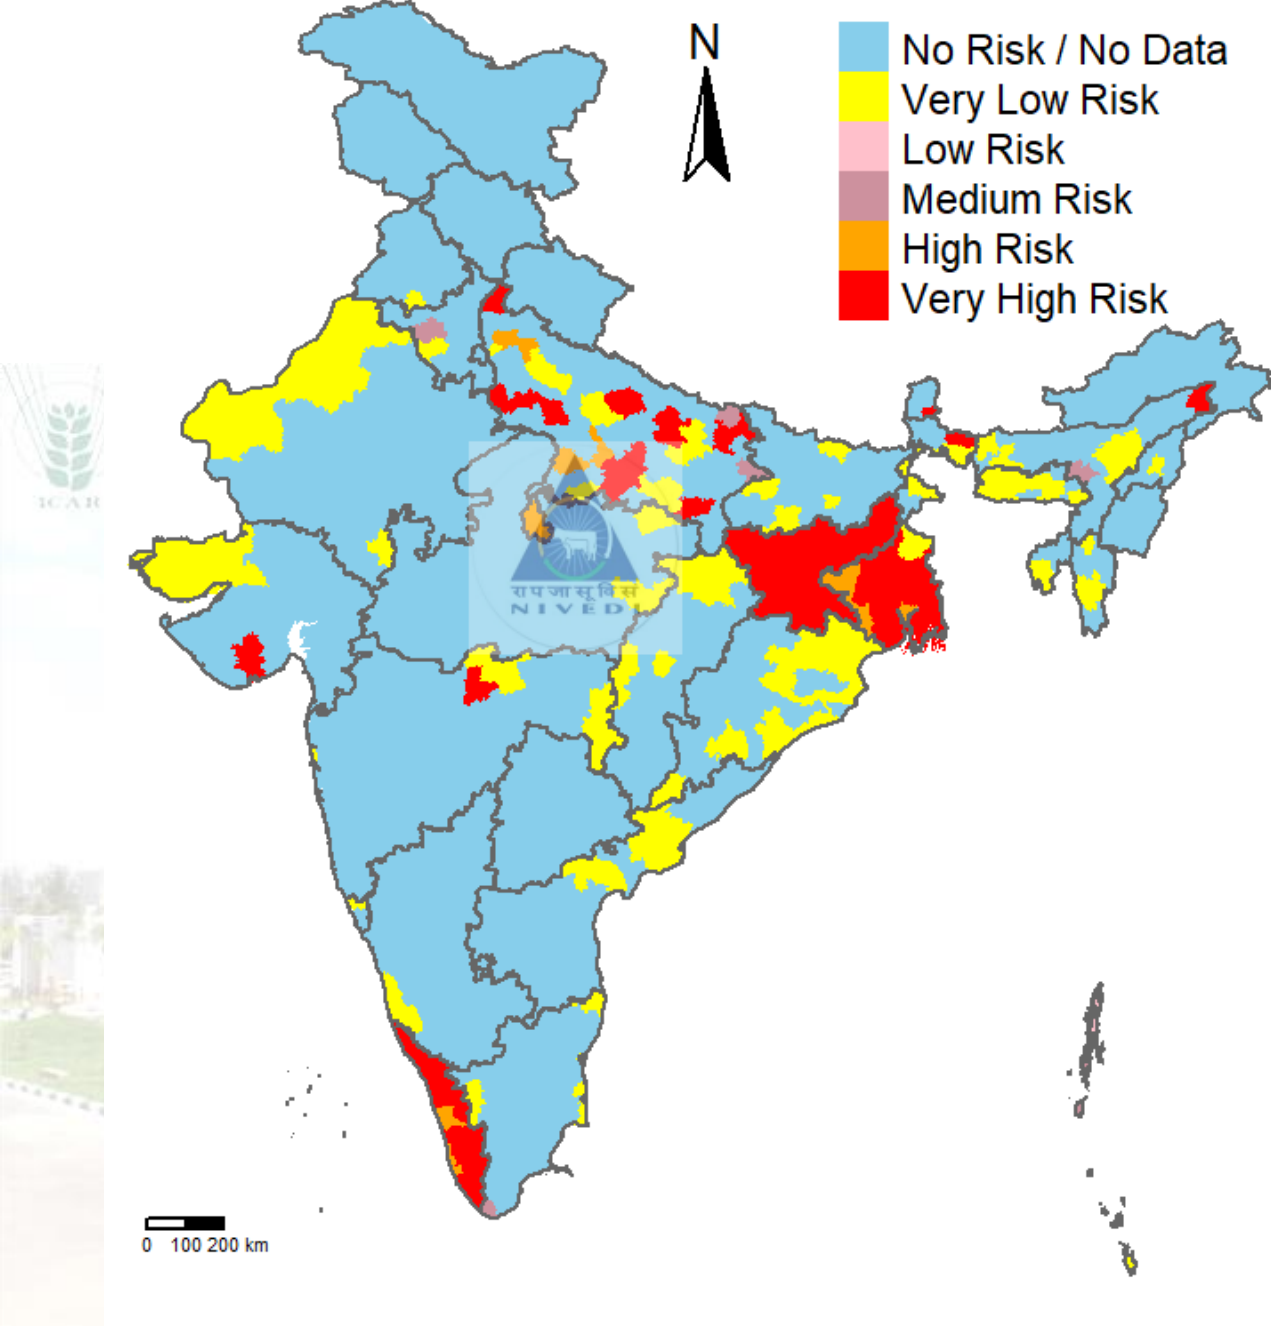 N
No Risk / No Data
Very Low Risk
Low Risk
Medium Risk
High Risk
Very High Risk
ICAR
रा प जा सू वि सं
NIVEDI
0 100 200 km